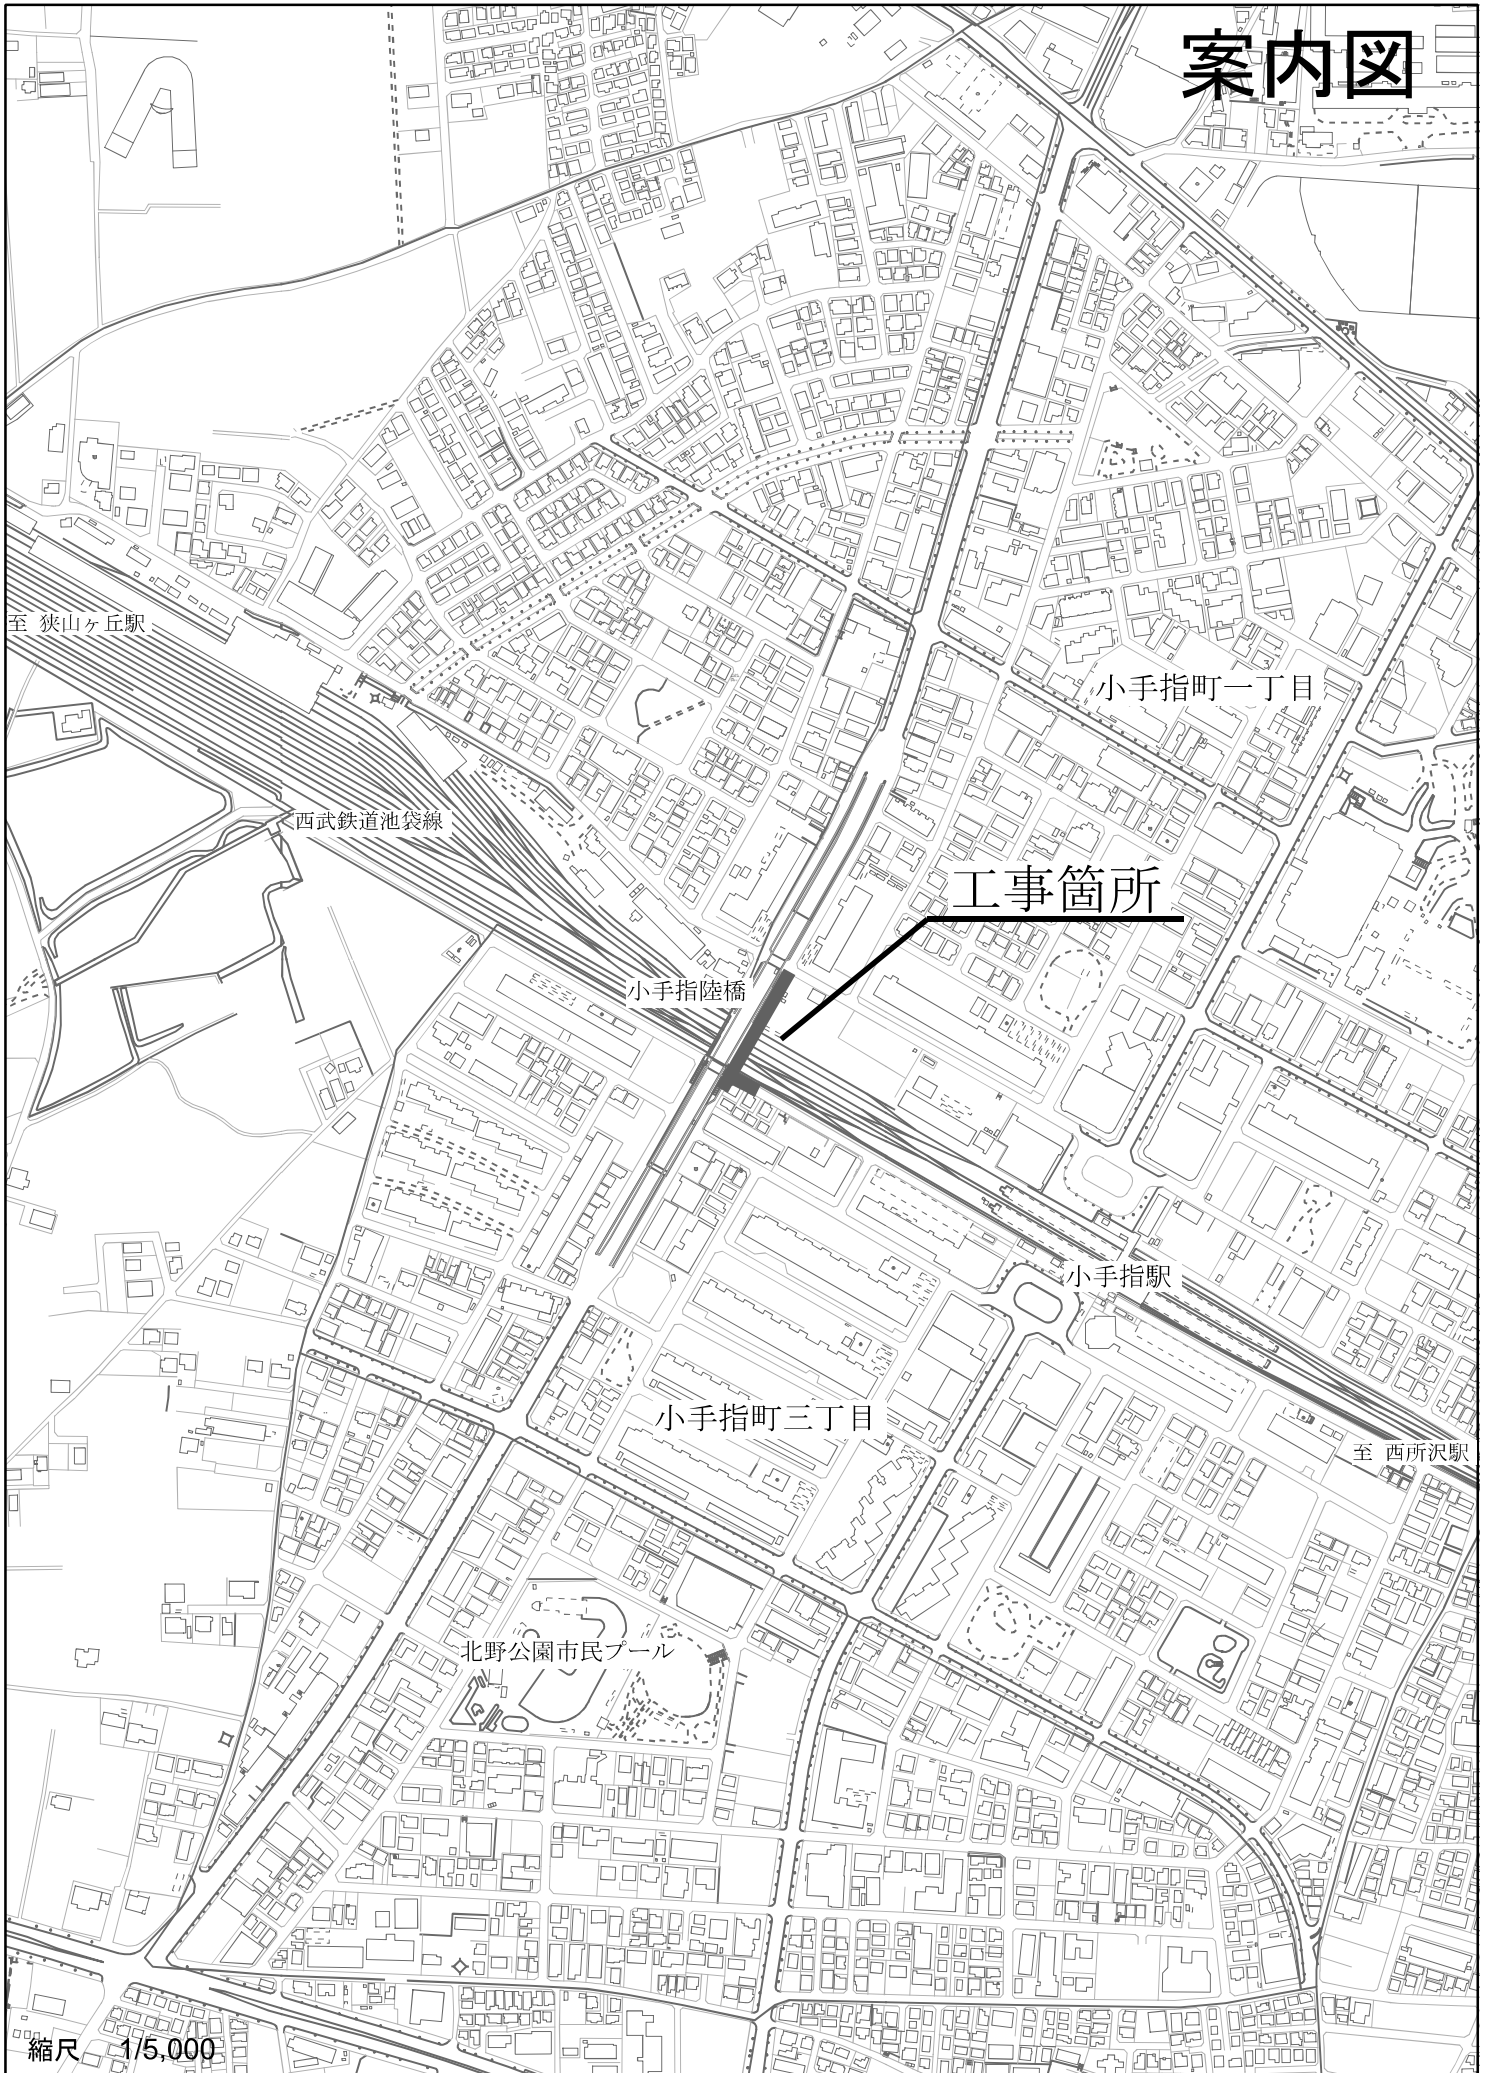 案内図
至 狭山ヶ丘駅
小手指町一丁目
西武鉄道池袋線
工事箇所
小手指陸橋
小手指駅
小手指町三丁目
至 西所沢駅
北野公園市民プール
縮尺 1/5,000